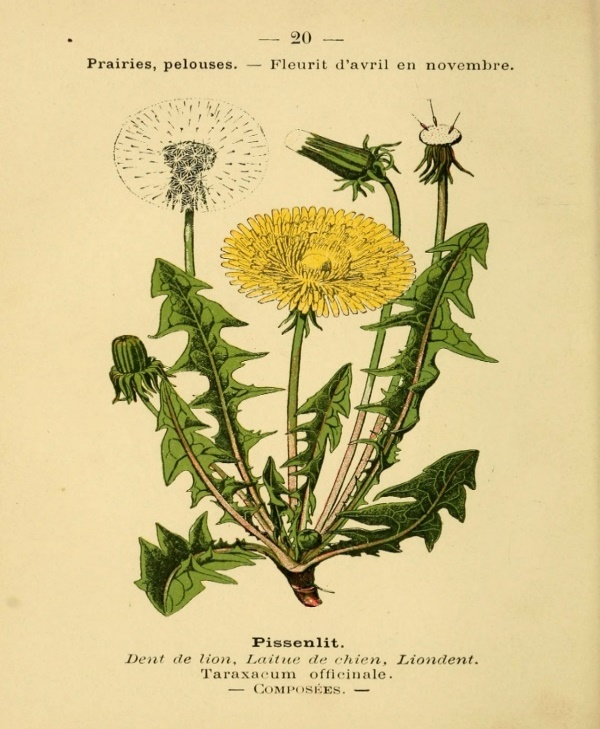 — 20 —
Prairies, pelouses. — Fleurit d'avril en novembre.
Pissenlit.
Dent de lion, Laitue de chien, Liondent.
Taraxacum officinale.
— COMPOSÉES. —